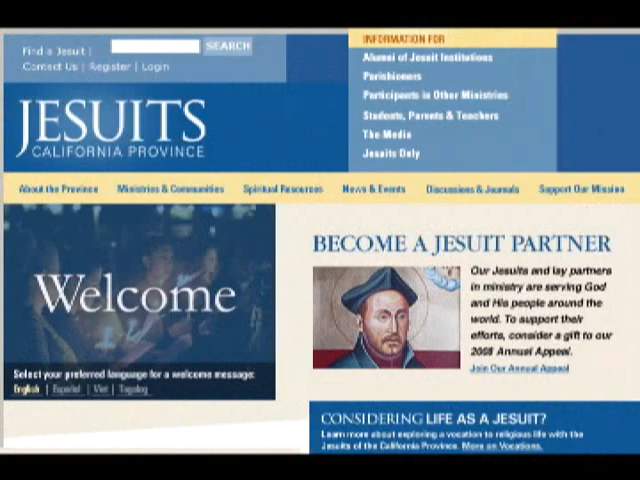 Find a Jesuit |
SEARCH
Contact Us | Register | Login
INFORMATION FOR
Alumni of Jesuit Institutions
Parishioners
Participants in Other Ministries
Students, Parents & Teachers
The Media
Jesuits Only
JESUITS
CALIFORNIA PROVINCE
About the Province Ministries & Communities Spiritual Resources News & Events Discussions & Journals Support Our Mission
Welcome
Select your preferred language for a welcome message:
English | Español | Viet | Tagalog
BECOME A JESUIT PARTNER
Our Jesuits and lay partners
in ministry are serving God
and His people around the
world. To support their
efforts, consider a gift to our
2008 Annual Appeal.
Join Our Annual Appeal
CONSIDERING LIFE AS A JESUIT?
Learn more about exploring a vocation to religious life with the
Jesuits of the California Province. More on Vocations.